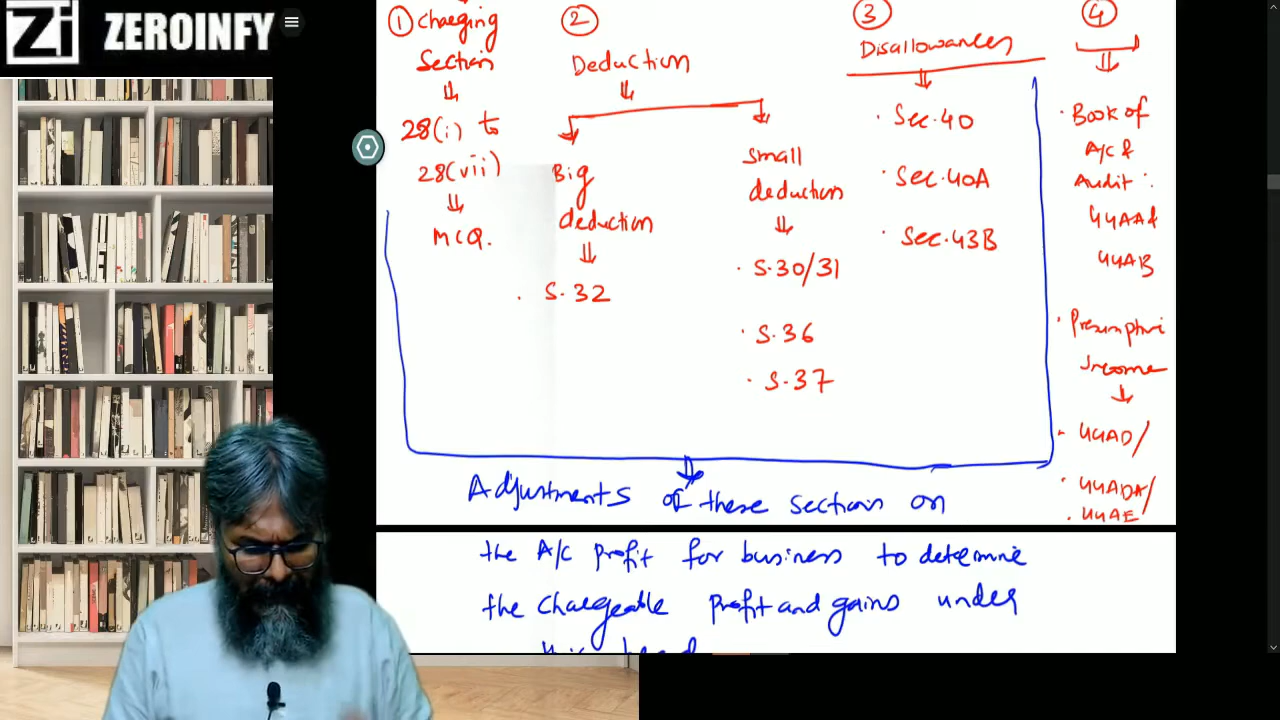 Zi ZEROINFY
① Charging
Section
⇓
28(i) to
28(vii)
⇓
MCQ.
②
Deduction
⇓
Big
deduction
⇓
· S.32
small
deduction
⇓
· S.30/31
· S.36
· S.37
③
Disallowances
⇓
· Sec.40
· Sec.40A
· Sec.43B
④
⇓
· Book of
A/C &
Audit :
44AA &
44AB
· Presumptive
Income
↓
· 44AD/
· 44ADA/
· 44AE
Adjustments of these sections on
the A/C profit for business to determine
the chargeable profit and gains under